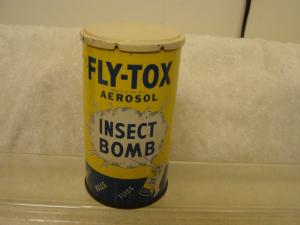 FLY-TOX
AEROSOL
INSECT
BOMB
KILLS FLIES